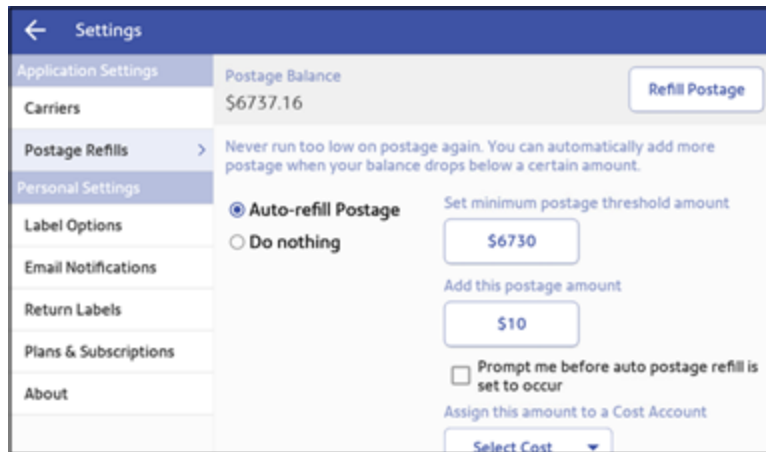 Settings
Application Settings
Carriers
Postage Refills
Personal Settings
Label Options
Email Notifications
Return Labels
Plans & Subscriptions
About
Postage Balance
$6737.16
Refill Postage
Never run too low on postage again. You can automatically add more
postage when your balance drops below a certain amount.
Auto-refill Postage
Do nothing
Set minimum postage threshold amount
$6730
Add this postage amount
$10
Prompt me before auto postage refill is
set to occur
Assign this amount to a Cost Account
Select Cost